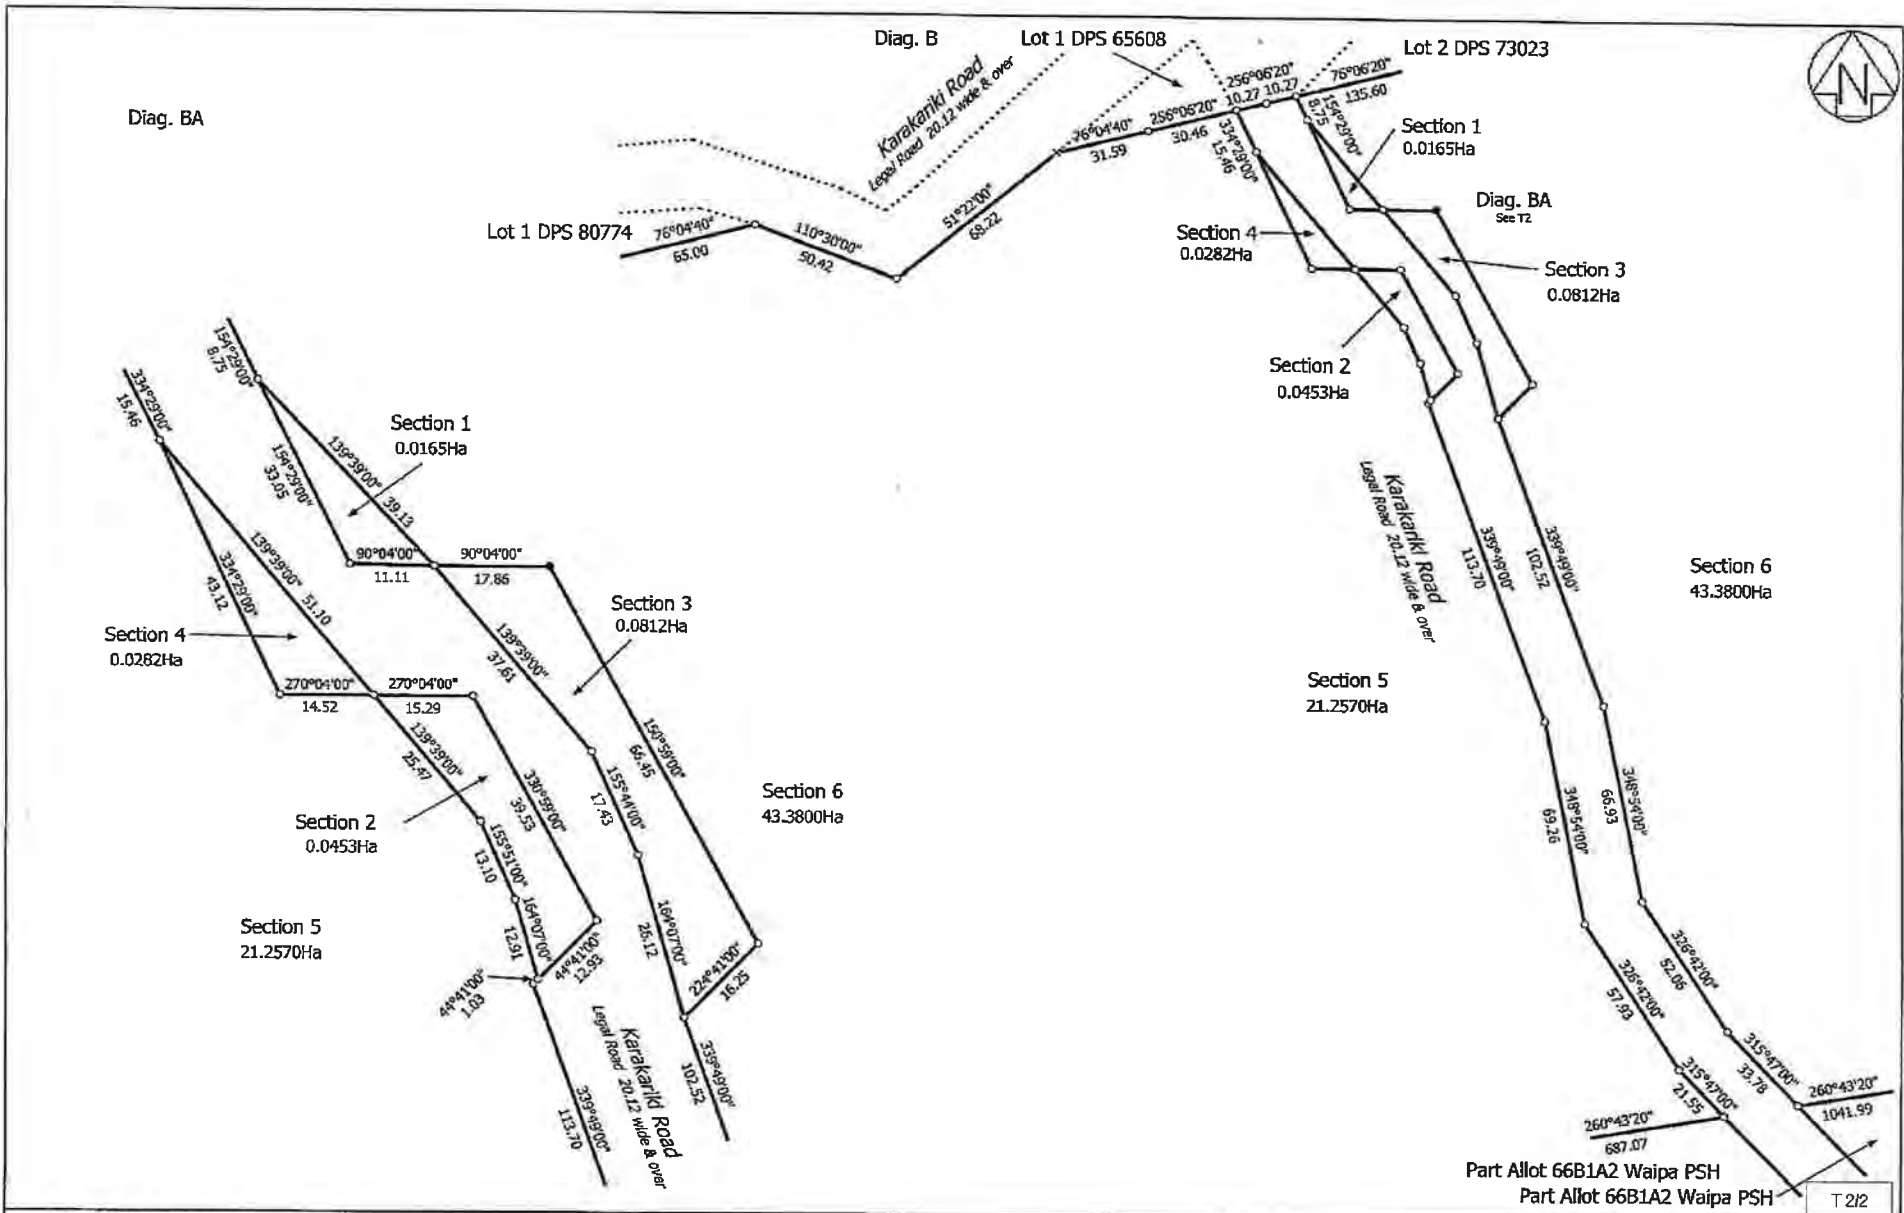 Diag. BA
Diag. B
Lot 1 DPS 65608
Lot 2 DPS 73023
N
Karakariki Road
Legal Road 20.12 wide & over
Lot 1 DPS 80774
76°04'40"
65.00
110°30'00"
50.42
51°22'00"
68.22
76°04'40"
31.59
256°06'20"
30.46
256°06'20"
10.27
10.27
76°06'20"
135.60
334°29'00"
15.46
154°29'00"
8.75
Section 1
0.0165Ha
Diag. BA
See T2
Section 4
0.0282Ha
Section 3
0.0812Ha
Section 2
0.0453Ha
Karakariki Road
Legal Road 20.12 wide & over
339°49'00"
113.70
339°49'00"
102.52
Section 6
43.3800Ha
Section 5
21.2570Ha
348°54'00"
69.26
348°54'00"
66.93
326°42'00"
57.93
326°42'00"
52.06
315°47'00"
21.55
315°47'00"
33.78
260°43'20"
687.07
260°43'20"
1041.99
Part Allot 66B1A2 Waipa PSH
Part Allot 66B1A2 Waipa PSH
T 2/2
154°29'00"
8.75
334°29'00"
15.46
Section 1
0.0165Ha
139°39'00"
39.13
154°29'00"
33.05
90°04'00"
11.11
90°04'00"
17.86
139°39'00"
51.10
334°29'00"
43.12
Section 4
0.0282Ha
Section 3
0.0812Ha
139°39'00"
37.61
270°04'00"
14.52
270°04'00"
15.29
139°39'00"
25.47
150°59'00"
66.45
330°59'00"
39.53
155°44'00"
17.43
Section 6
43.3800Ha
Section 2
0.0453Ha
155°51'00"
13.10
164°07'00"
12.91
164°07'00"
26.12
Section 5
21.2570Ha
44°41'00"
12.93
44°41'00"
1.03
224°41'00"
16.25
Karakariki Road
Legal Road 20.12 wide & over
339°49'00"
113.70
339°49'00"
102.52